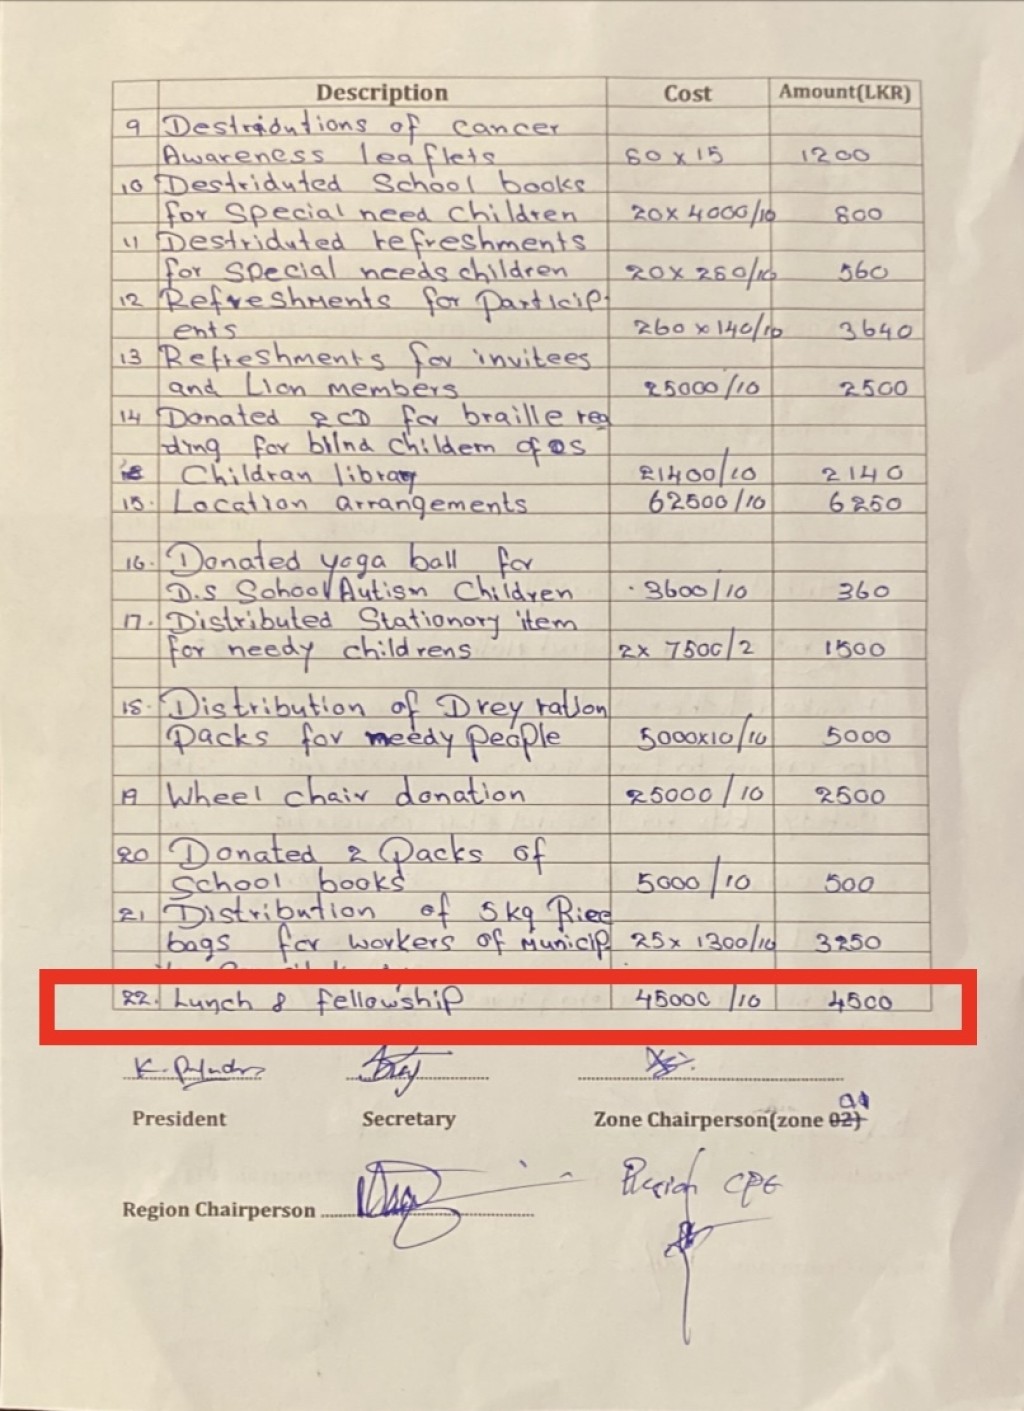 Description Cost Amount(LKR)
9 Destridutions of cancer
Awareness leaflets 80 x 15 1200
10 Destriduted School books
for Special need Children 20x 4000/10 800
11 Destriduted refreshments
for Special needs children 20 x 280/10 560
12 Refreshments for particip-
ents 260 x 140/10 3640
13 Refreshments for invitees
and Lion members 25000/10 2500
14 Donated 2CD for braille rea
ding for blind childern of DS
Childran library 21400/10 2140
15. Location arrangements 62500/10 6250
16. Donated yoga ball for
D.S School Autism Children 3600/10 360
17. Distributed Stationory item
for needy childrens 2x 7500/2 1500
18. Distribution of Drey ration
Packs for needy people 5000x10/10 5000
19 Wheel chair donation 25000/10 2500
20 Donated 2 Packs of
School books 5000/10 500
21 Distribution of 5kg Rice
bags for workers of Municip 25x 1300/10 3250
22. Lunch & fellowship 45000/10 4500
President Secretary Zone Chairperson(zone 02)
Region Chairperson